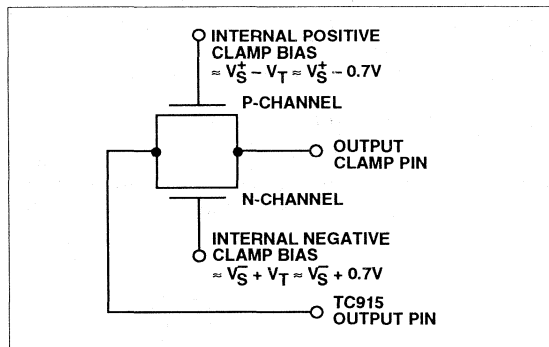 INTERNAL POSITIVE
CLAMP BIAS
≈ V_S^+ – V_T ≈ V_S^+ – 0.7V
P-CHANNEL
OUTPUT
CLAMP PIN
N-CHANNEL
INTERNAL NEGATIVE
CLAMP BIAS
≈ V_S^- + V_T ≈ V_S^- + 0.7V
TC915
OUTPUT PIN